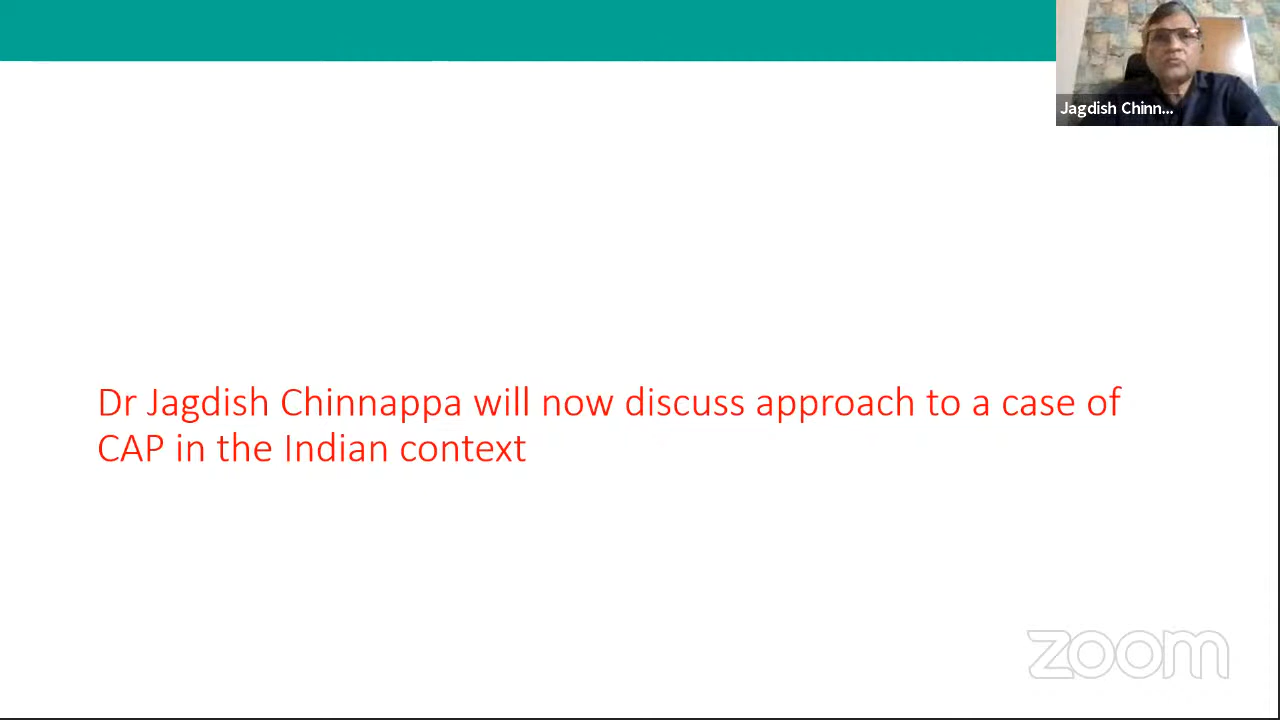 Jagdish Chinn...
Dr Jagdish Chinnappa will now discuss approach to a case of
CAP in the Indian context
zoom